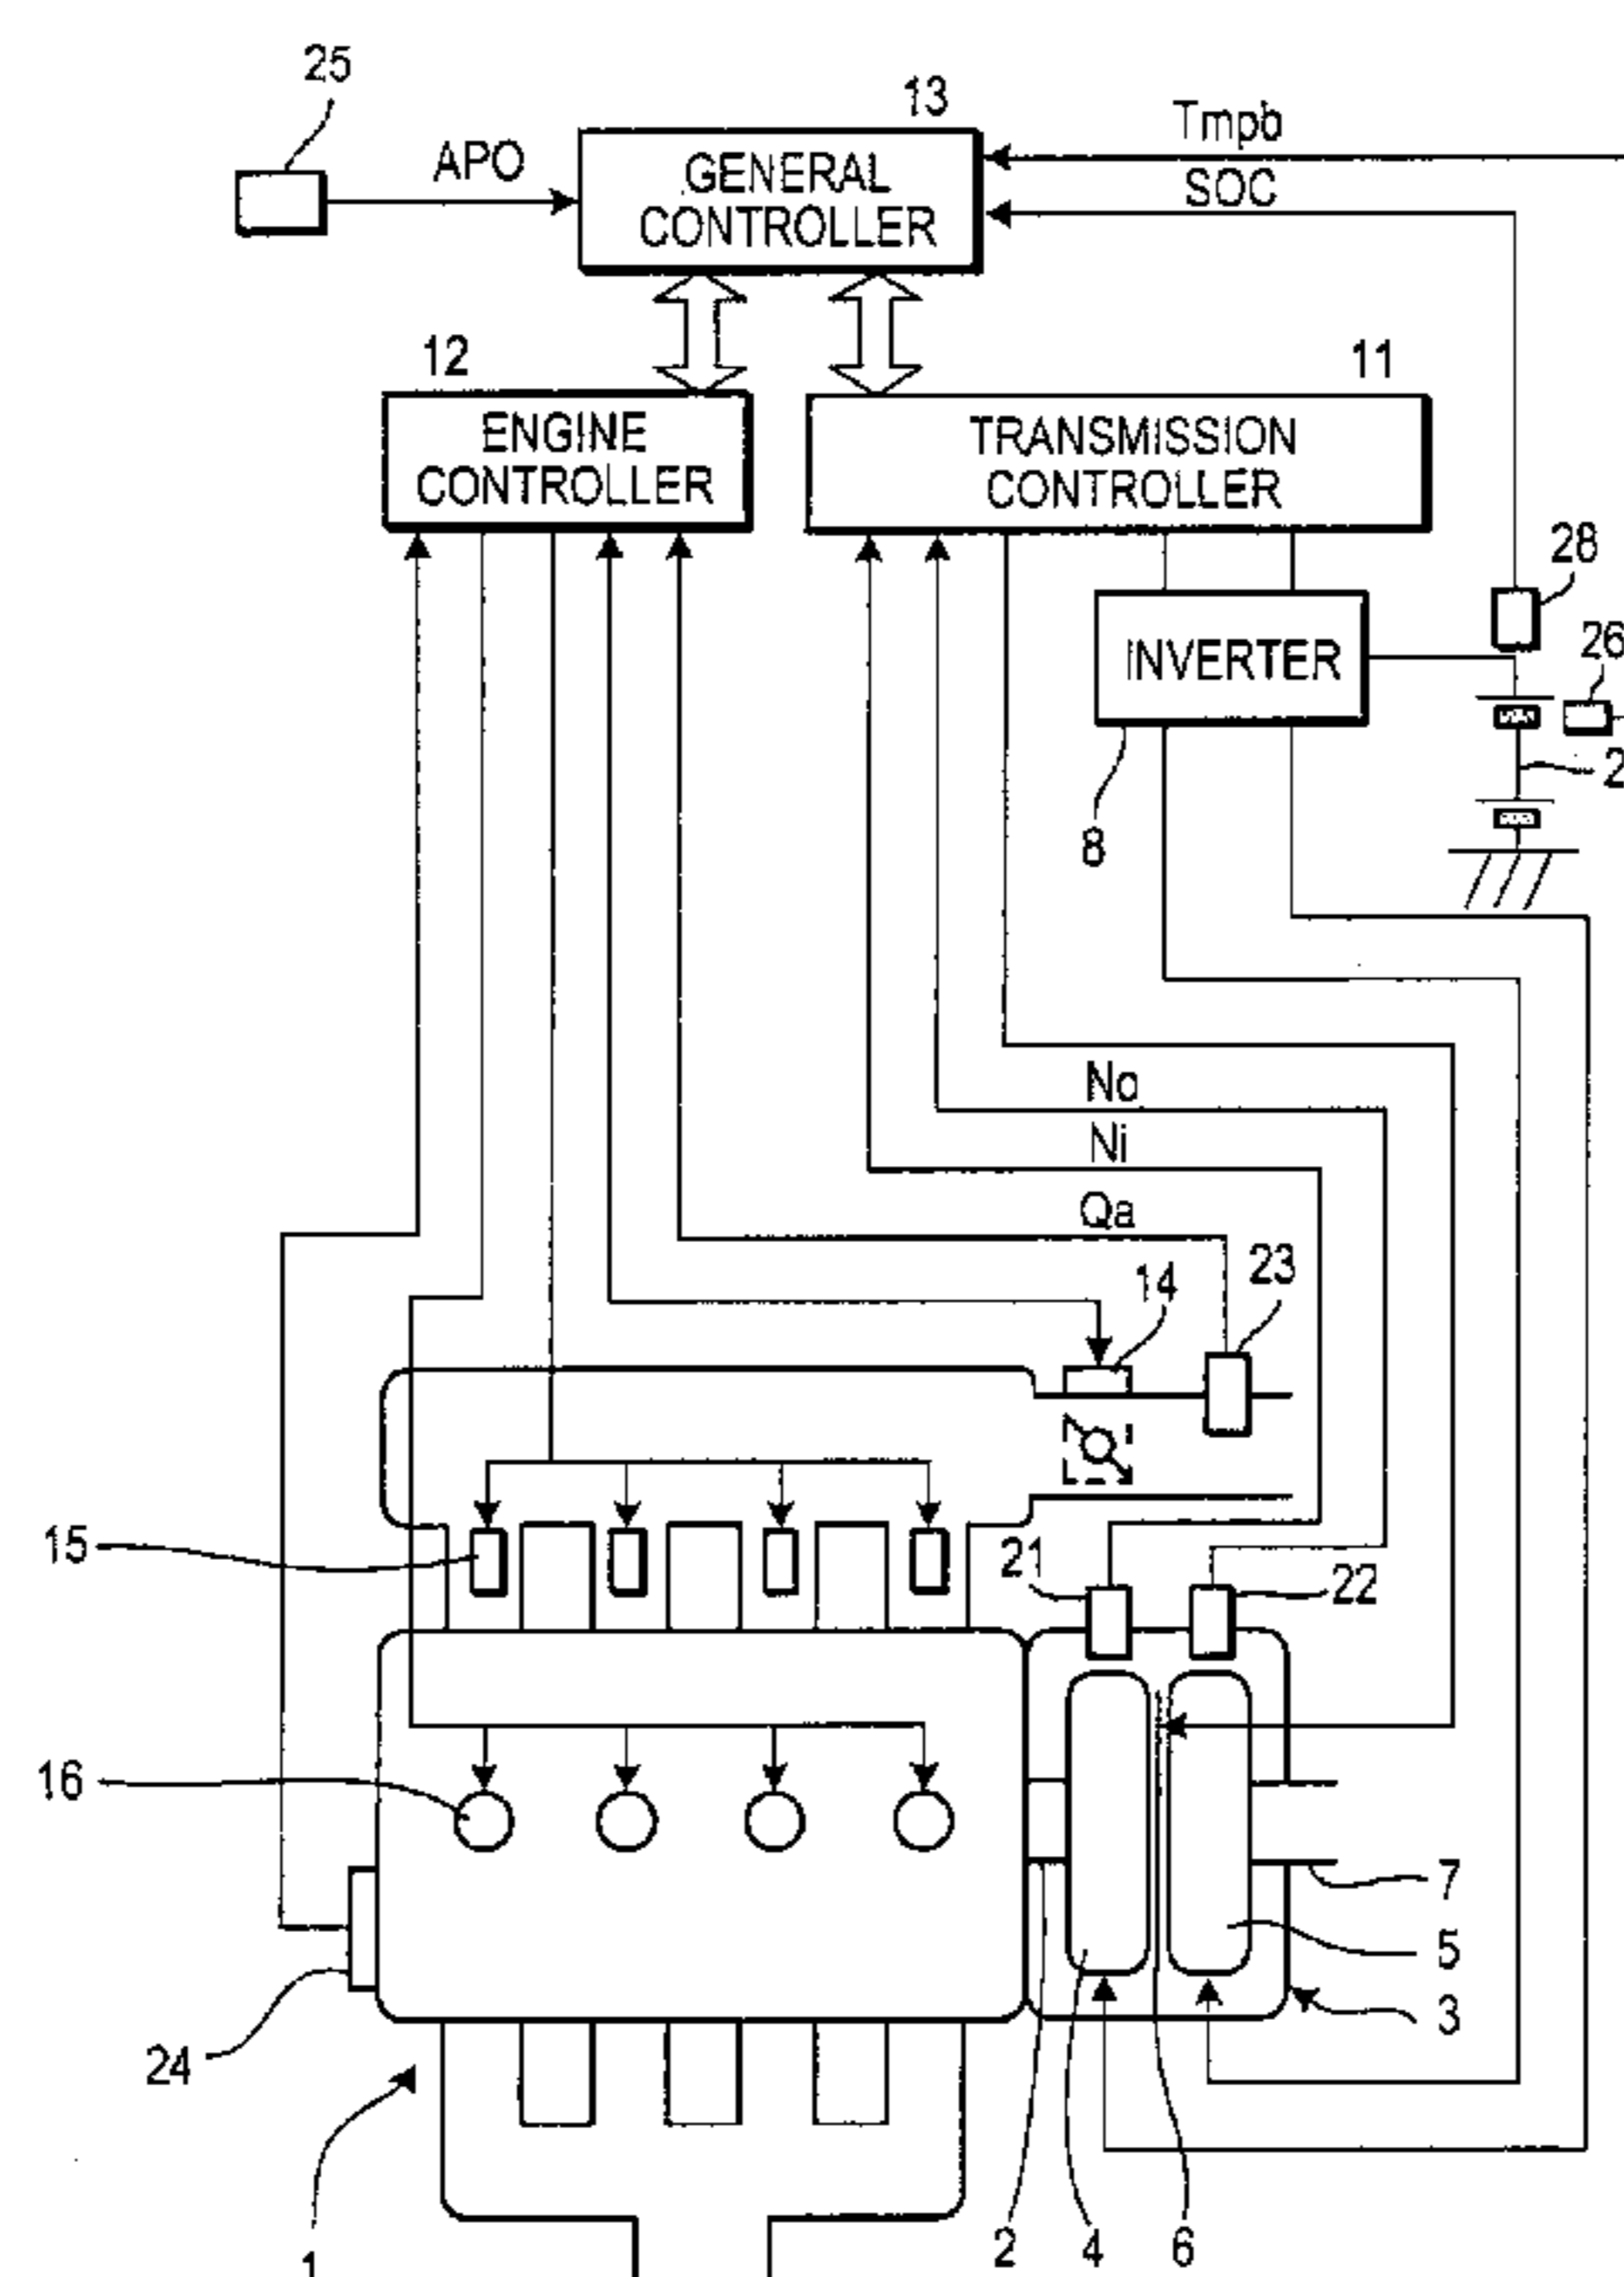 25
13
Tmpb
APO
GENERAL
CONTROLLER
SOC
12
11
ENGINE
CONTROLLER
TRANSMISSION
CONTROLLER
28
26
INVERTER
8
No
Ni
Qa
14
23
15
21
22
16
7
5
3
24
1
2
4
6